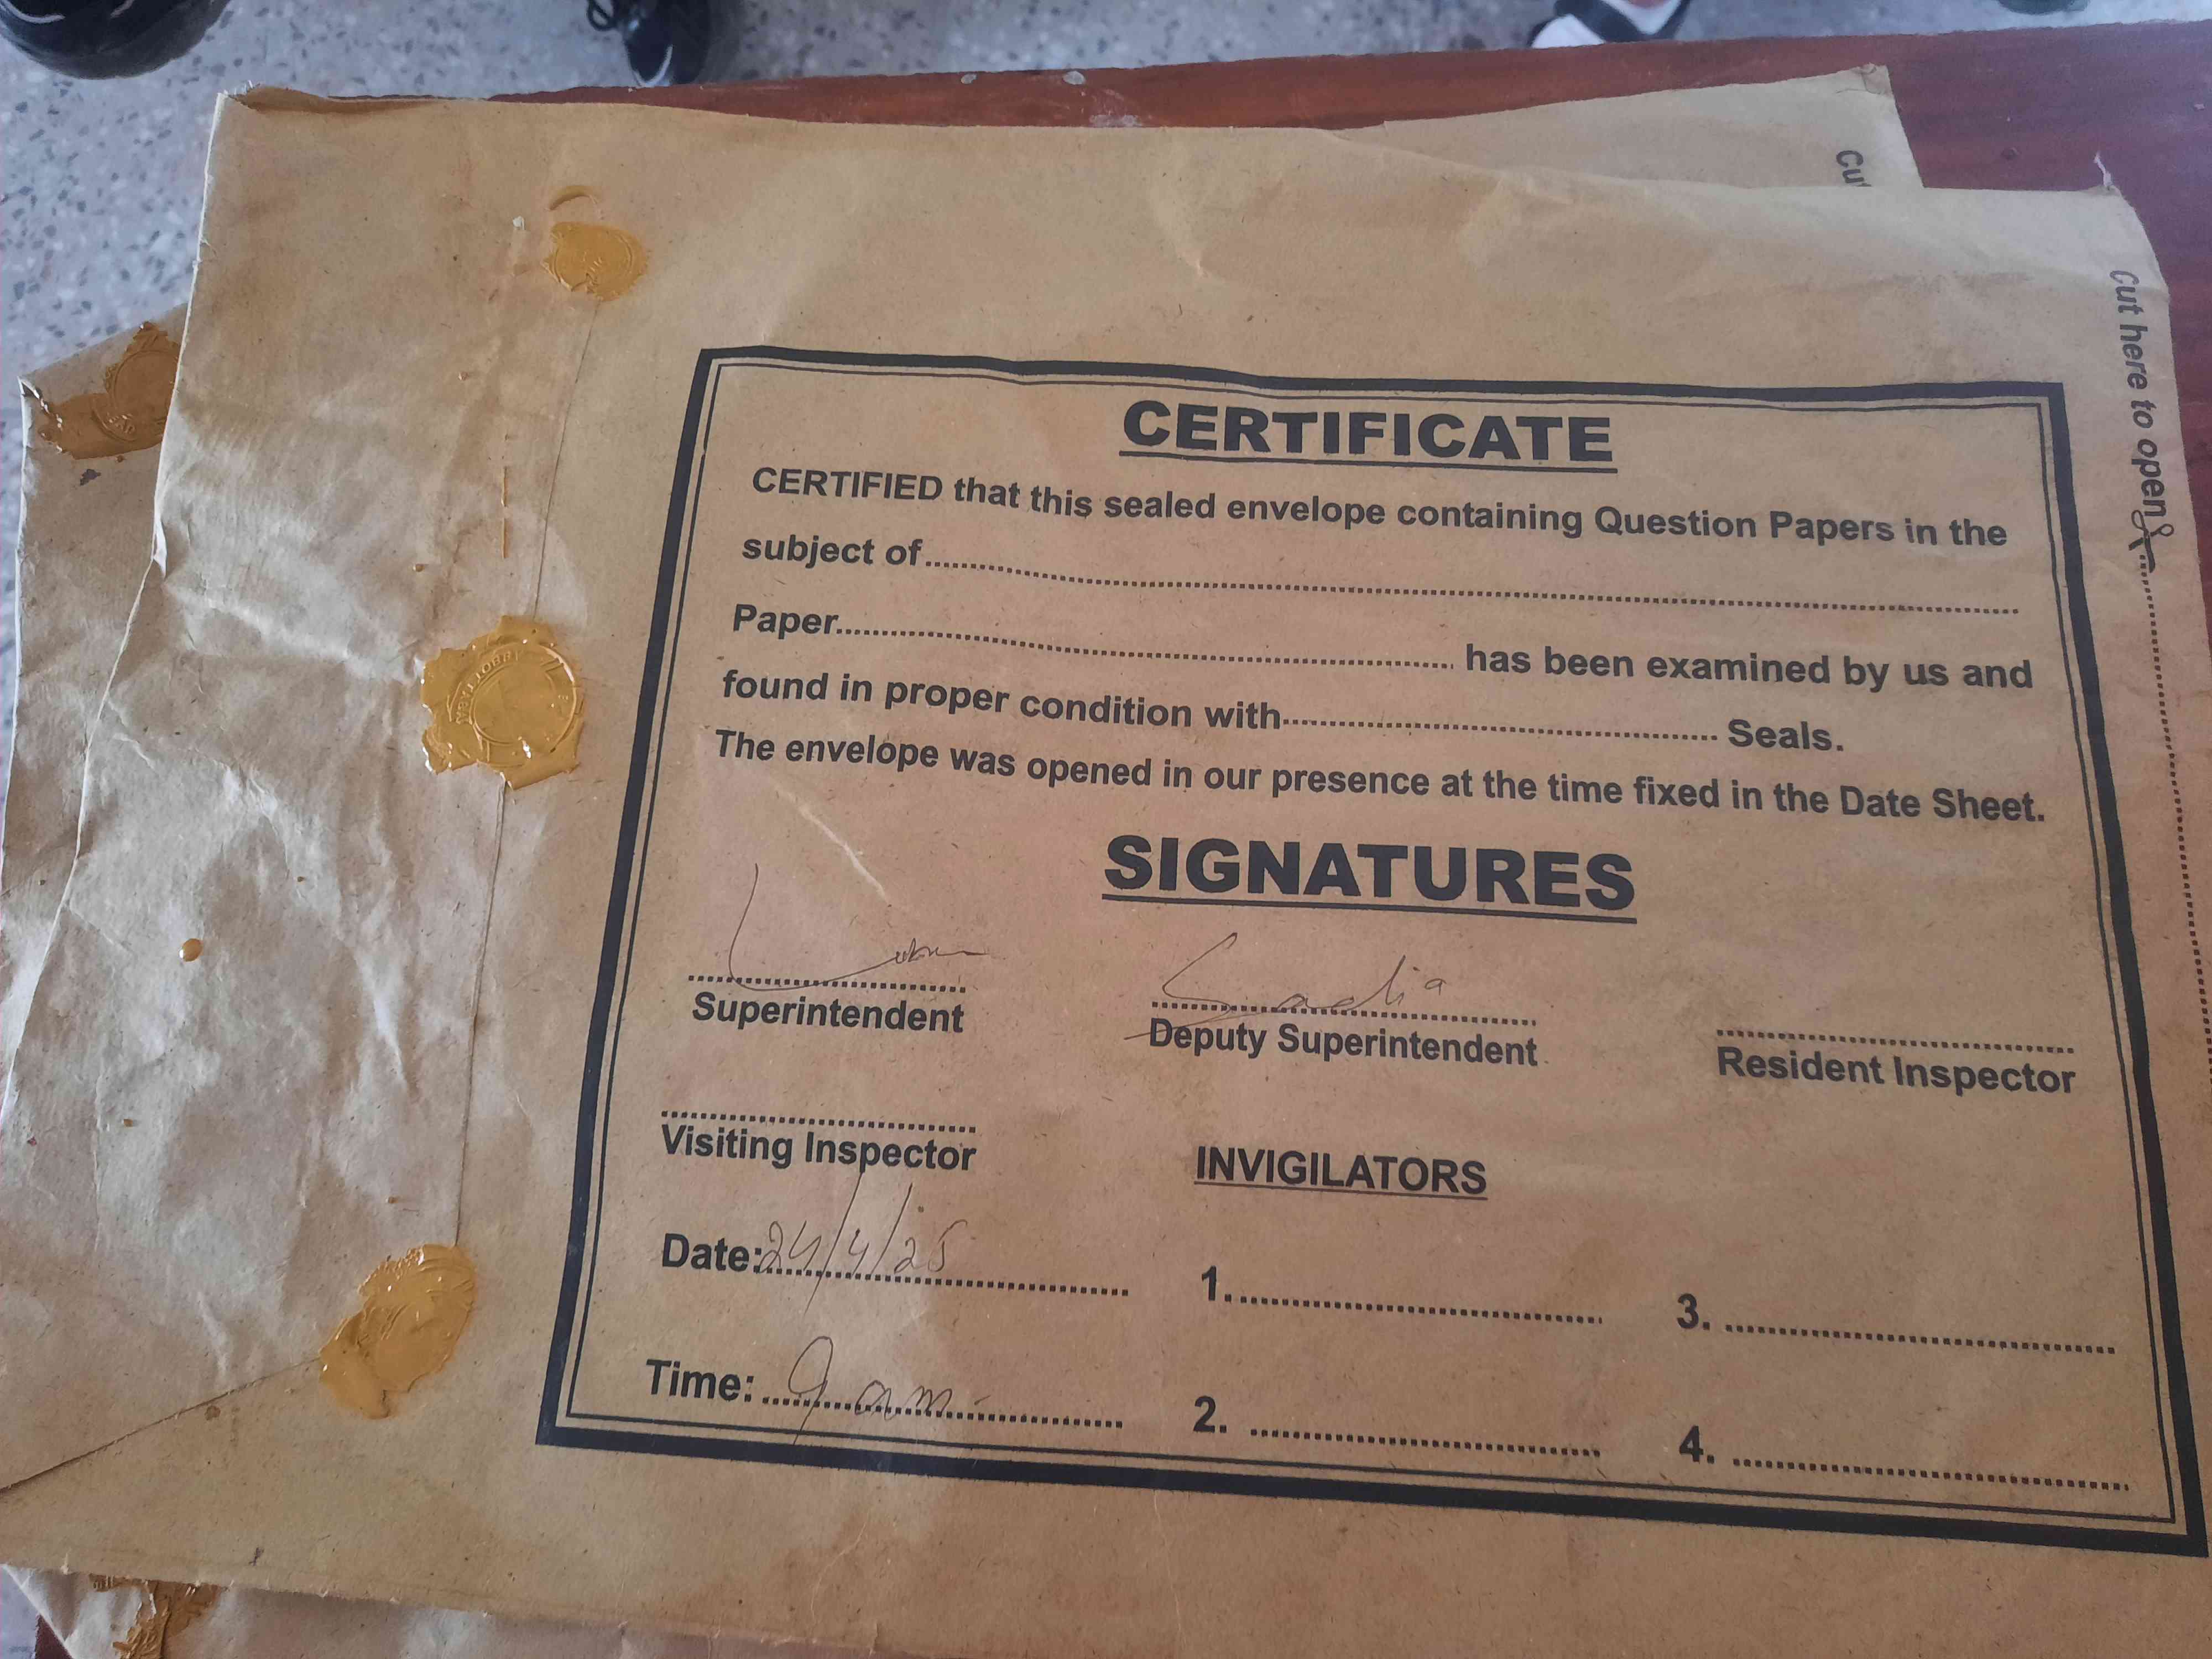 CERTIFICATE
CERTIFIED that this sealed envelope containing Question Papers in the
subject of
Paper has been examined by us and
found in proper condition with Seals.
The envelope was opened in our presence at the time fixed in the Date Sheet.
SIGNATURES
Sadia
Superintendent Deputy Superintendent Resident Inspector
Visiting Inspector
INVIGILATORS
Date: 24/4/25
1. 3.
Time: 9 am
2. 4.
Cut here to open
Cut